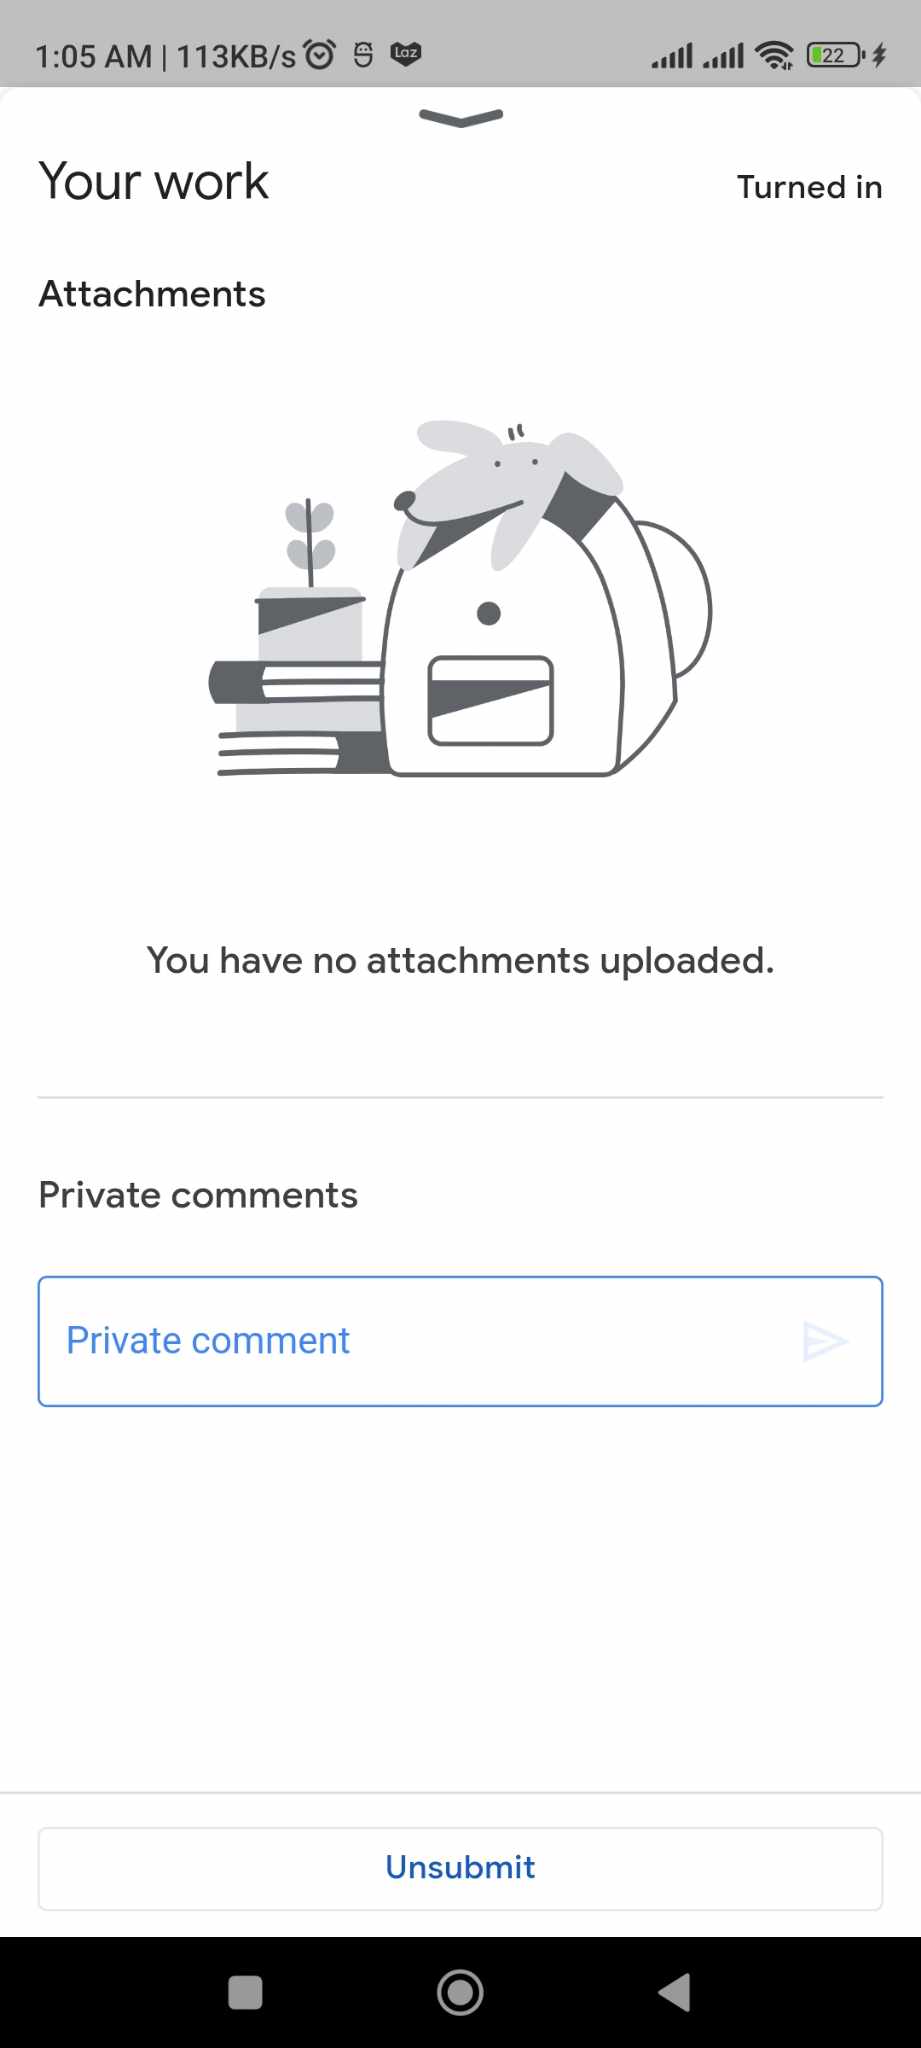 1:05 AM | 113KB/s Laz 22
Your work
Turned in
Attachments
You have no attachments uploaded.
Private comments
Private comment
Unsubmit